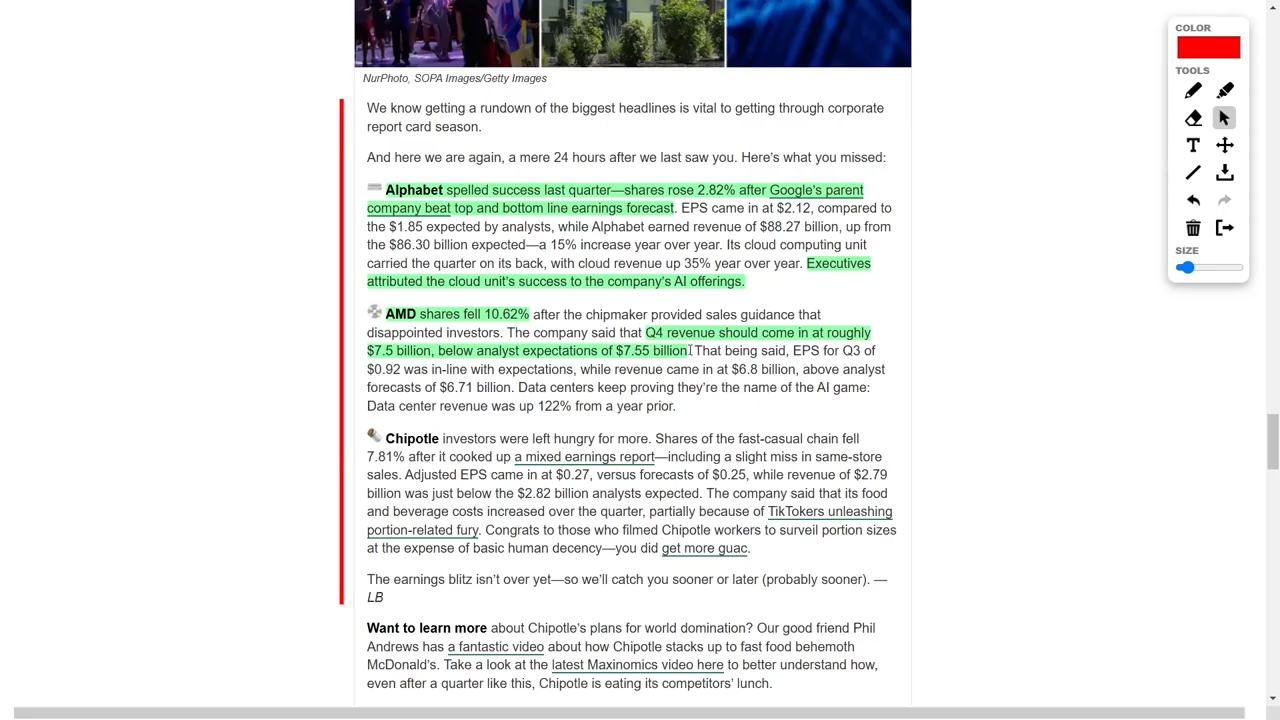 NurPhoto, SOPA Images/Getty Images
We know getting a rundown of the biggest headlines is vital to getting through corporate
report card season.
And here we are again, a mere 24 hours after we last saw you. Here's what you missed:
Alphabet spelled success last quarter—shares rose 2.82% after Google's parent
company beat top and bottom line earnings forecast. EPS came in at $2.12, compared to
the $1.85 expected by analysts, while Alphabet earned revenue of $88.27 billion, up from
the $86.30 billion expected—a 15% increase year over year. Its cloud computing unit
carried the quarter on its back, with cloud revenue up 35% year over year. Executives
attributed the cloud unit's success to the company's AI offerings.
AMD shares fell 10.62% after the chipmaker provided sales guidance that
disappointed investors. The company said that Q4 revenue should come in at roughly
$7.5 billion, below analyst expectations of $7.55 billion. That being said, EPS for Q3 of
$0.92 was in-line with expectations, while revenue came in at $6.8 billion, above analyst
forecasts of $6.71 billion. Data centers keep proving they're the name of the AI game:
Data center revenue was up 122% from a year prior.
Chipotle investors were left hungry for more. Shares of the fast-casual chain fell
7.81% after it cooked up a mixed earnings report—including a slight miss in same-store
sales. Adjusted EPS came in at $0.27, versus forecasts of $0.25, while revenue of $2.79
billion was just below the $2.82 billion analysts expected. The company said that its food
and beverage costs increased over the quarter, partially because of TikTokers unleashing
portion-related fury. Congrats to those who filmed Chipotle workers to surveil portion sizes
at the expense of basic human decency—you did get more guac.
The earnings blitz isn't over yet—so we'll catch you sooner or later (probably sooner). —
LB
Want to learn more about Chipotle's plans for world domination? Our good friend Phil
Andrews has a fantastic video about how Chipotle stacks up to fast food behemoth
McDonald's. Take a look at the latest Maxinomics video here to better understand how,
even after a quarter like this, Chipotle is eating its competitors' lunch.
COLOR
TOOLS
T
SIZE